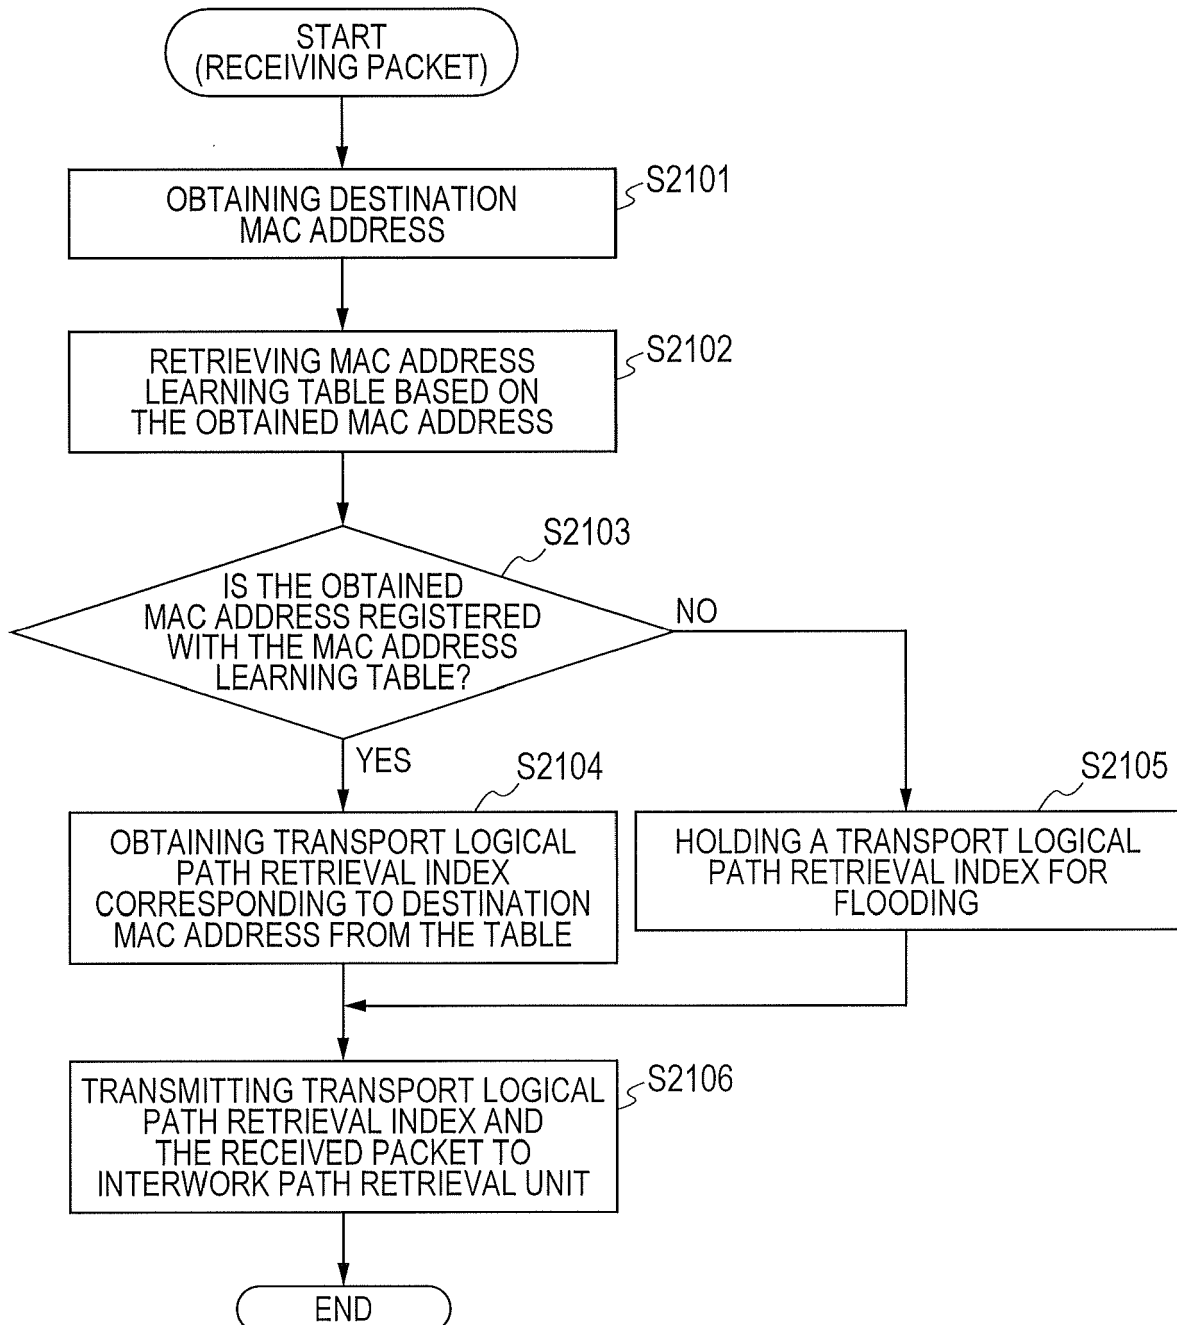 START
(RECEIVING PACKET)
S2101
OBTAINING DESTINATION
MAC ADDRESS
S2102
RETRIEVING MAC ADDRESS
LEARNING TABLE BASED ON
THE OBTAINED MAC ADDRESS
S2103
IS THE OBTAINED
MAC ADDRESS REGISTERED
WITH THE MAC ADDRESS
LEARNING TABLE?
NO
YES
S2104
OBTAINING TRANSPORT LOGICAL
PATH RETRIEVAL INDEX
CORRESPONDING TO DESTINATION
MAC ADDRESS FROM THE TABLE
S2105
HOLDING A TRANSPORT LOGICAL
PATH RETRIEVAL INDEX FOR
FLOODING
S2106
TRANSMITTING TRANSPORT LOGICAL
PATH RETRIEVAL INDEX AND
THE RECEIVED PACKET TO
INTERWORK PATH RETRIEVAL UNIT
END